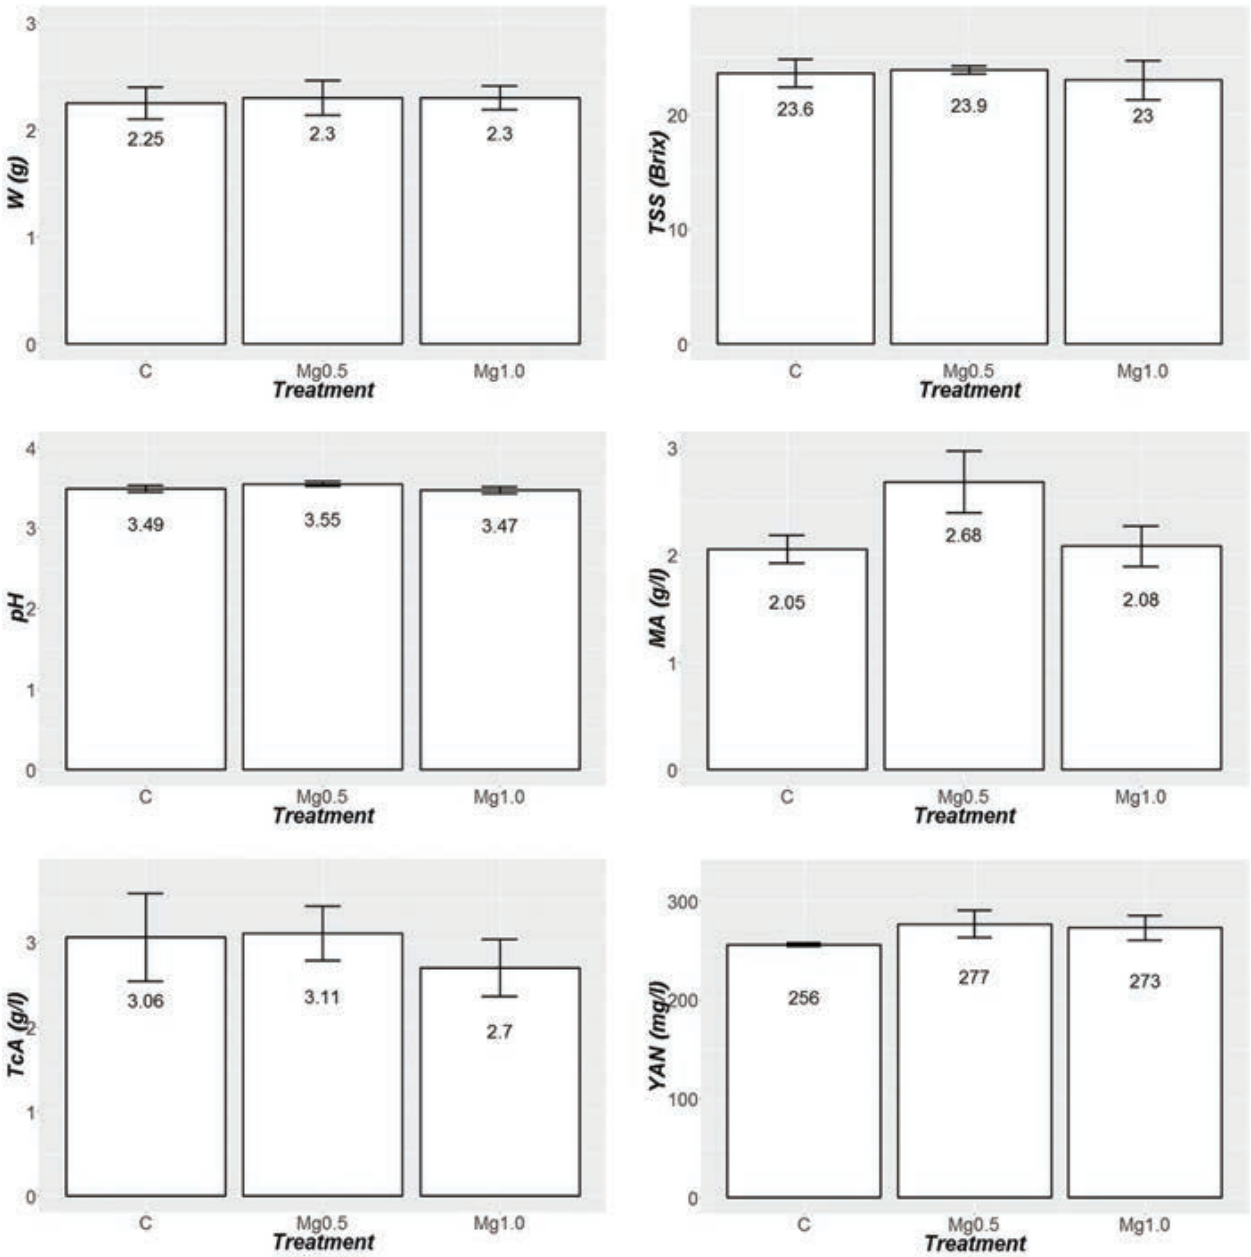 W (g)
3
2
1
0
2.25
2.3
2.3
C
Mg0.5
Mg1.0
Treatment
TSS (Brix)
20
10
0
23.6
23.9
23
C
Mg0.5
Mg1.0
Treatment
pH
4
3
2
1
0
3.49
3.55
3.47
C
Mg0.5
Mg1.0
Treatment
MA (g/l)
3
2
1
0
2.05
2.68
2.08
C
Mg0.5
Mg1.0
Treatment
TcA (g/l)
3
2
1
0
3.06
3.11
2.7
C
Mg0.5
Mg1.0
Treatment
YAN (mg/l)
300
200
100
0
256
277
273
C
Mg0.5
Mg1.0
Treatment